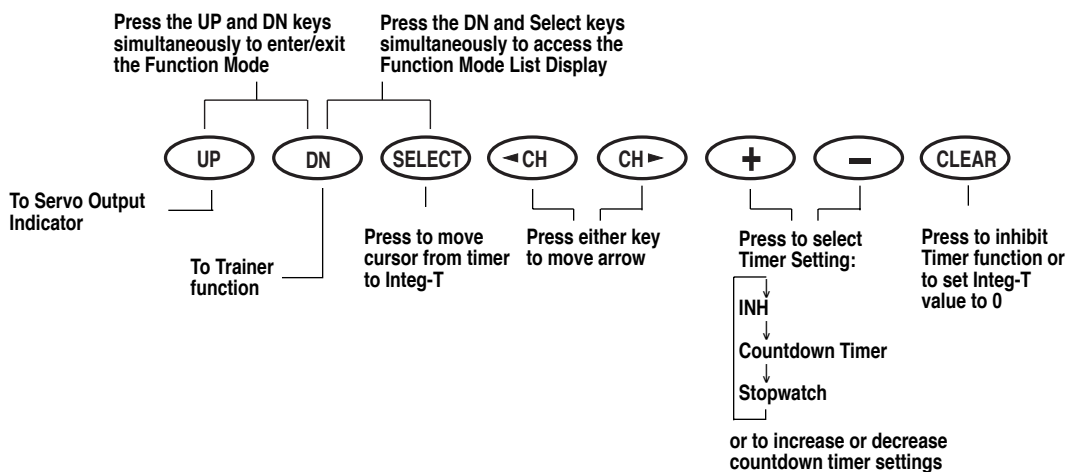 Press the UP and DN keys
simultaneously to enter/exit
the Function Mode
Press the DN and Select keys
simultaneously to access the
Function Mode List Display
UP
DN
SELECT
◄CH
CH►
+
−
CLEAR
To Servo Output
Indicator
To Trainer
function
Press to move
cursor from timer
to Integ-T
Press either key
to move arrow
Press to select
Timer Setting:
INH
Countdown Timer
Stopwatch
or to increase or decrease
countdown timer settings
Press to inhibit
Timer function or
to set Integ-T
value to 0